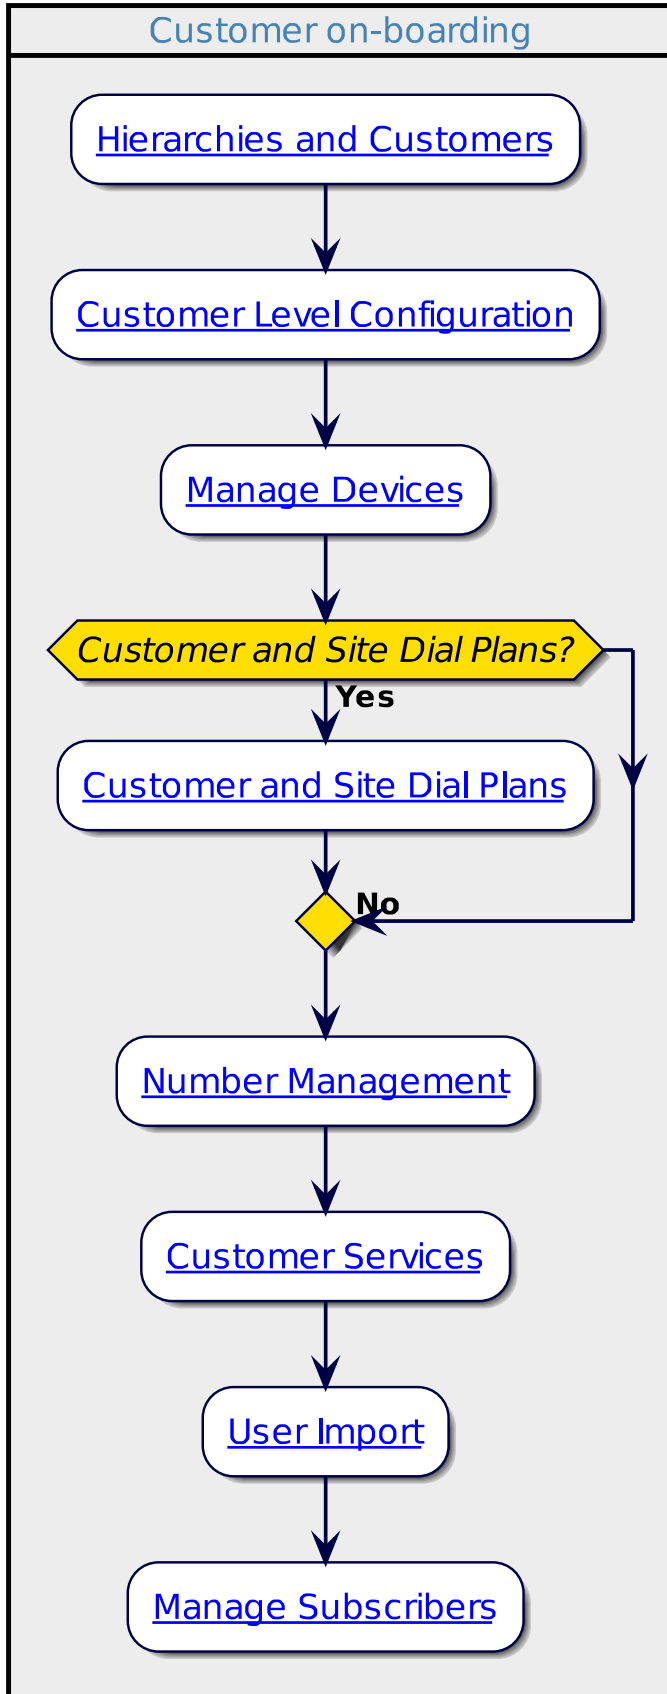 Customer on-boarding
Hierarchies and Customers
Customer Level Configuration
Manage Devices
Customer and Site Dial Plans?
Yes
Customer and Site Dial Plans
No
Number Management
Customer Services
User Import
Manage Subscribers